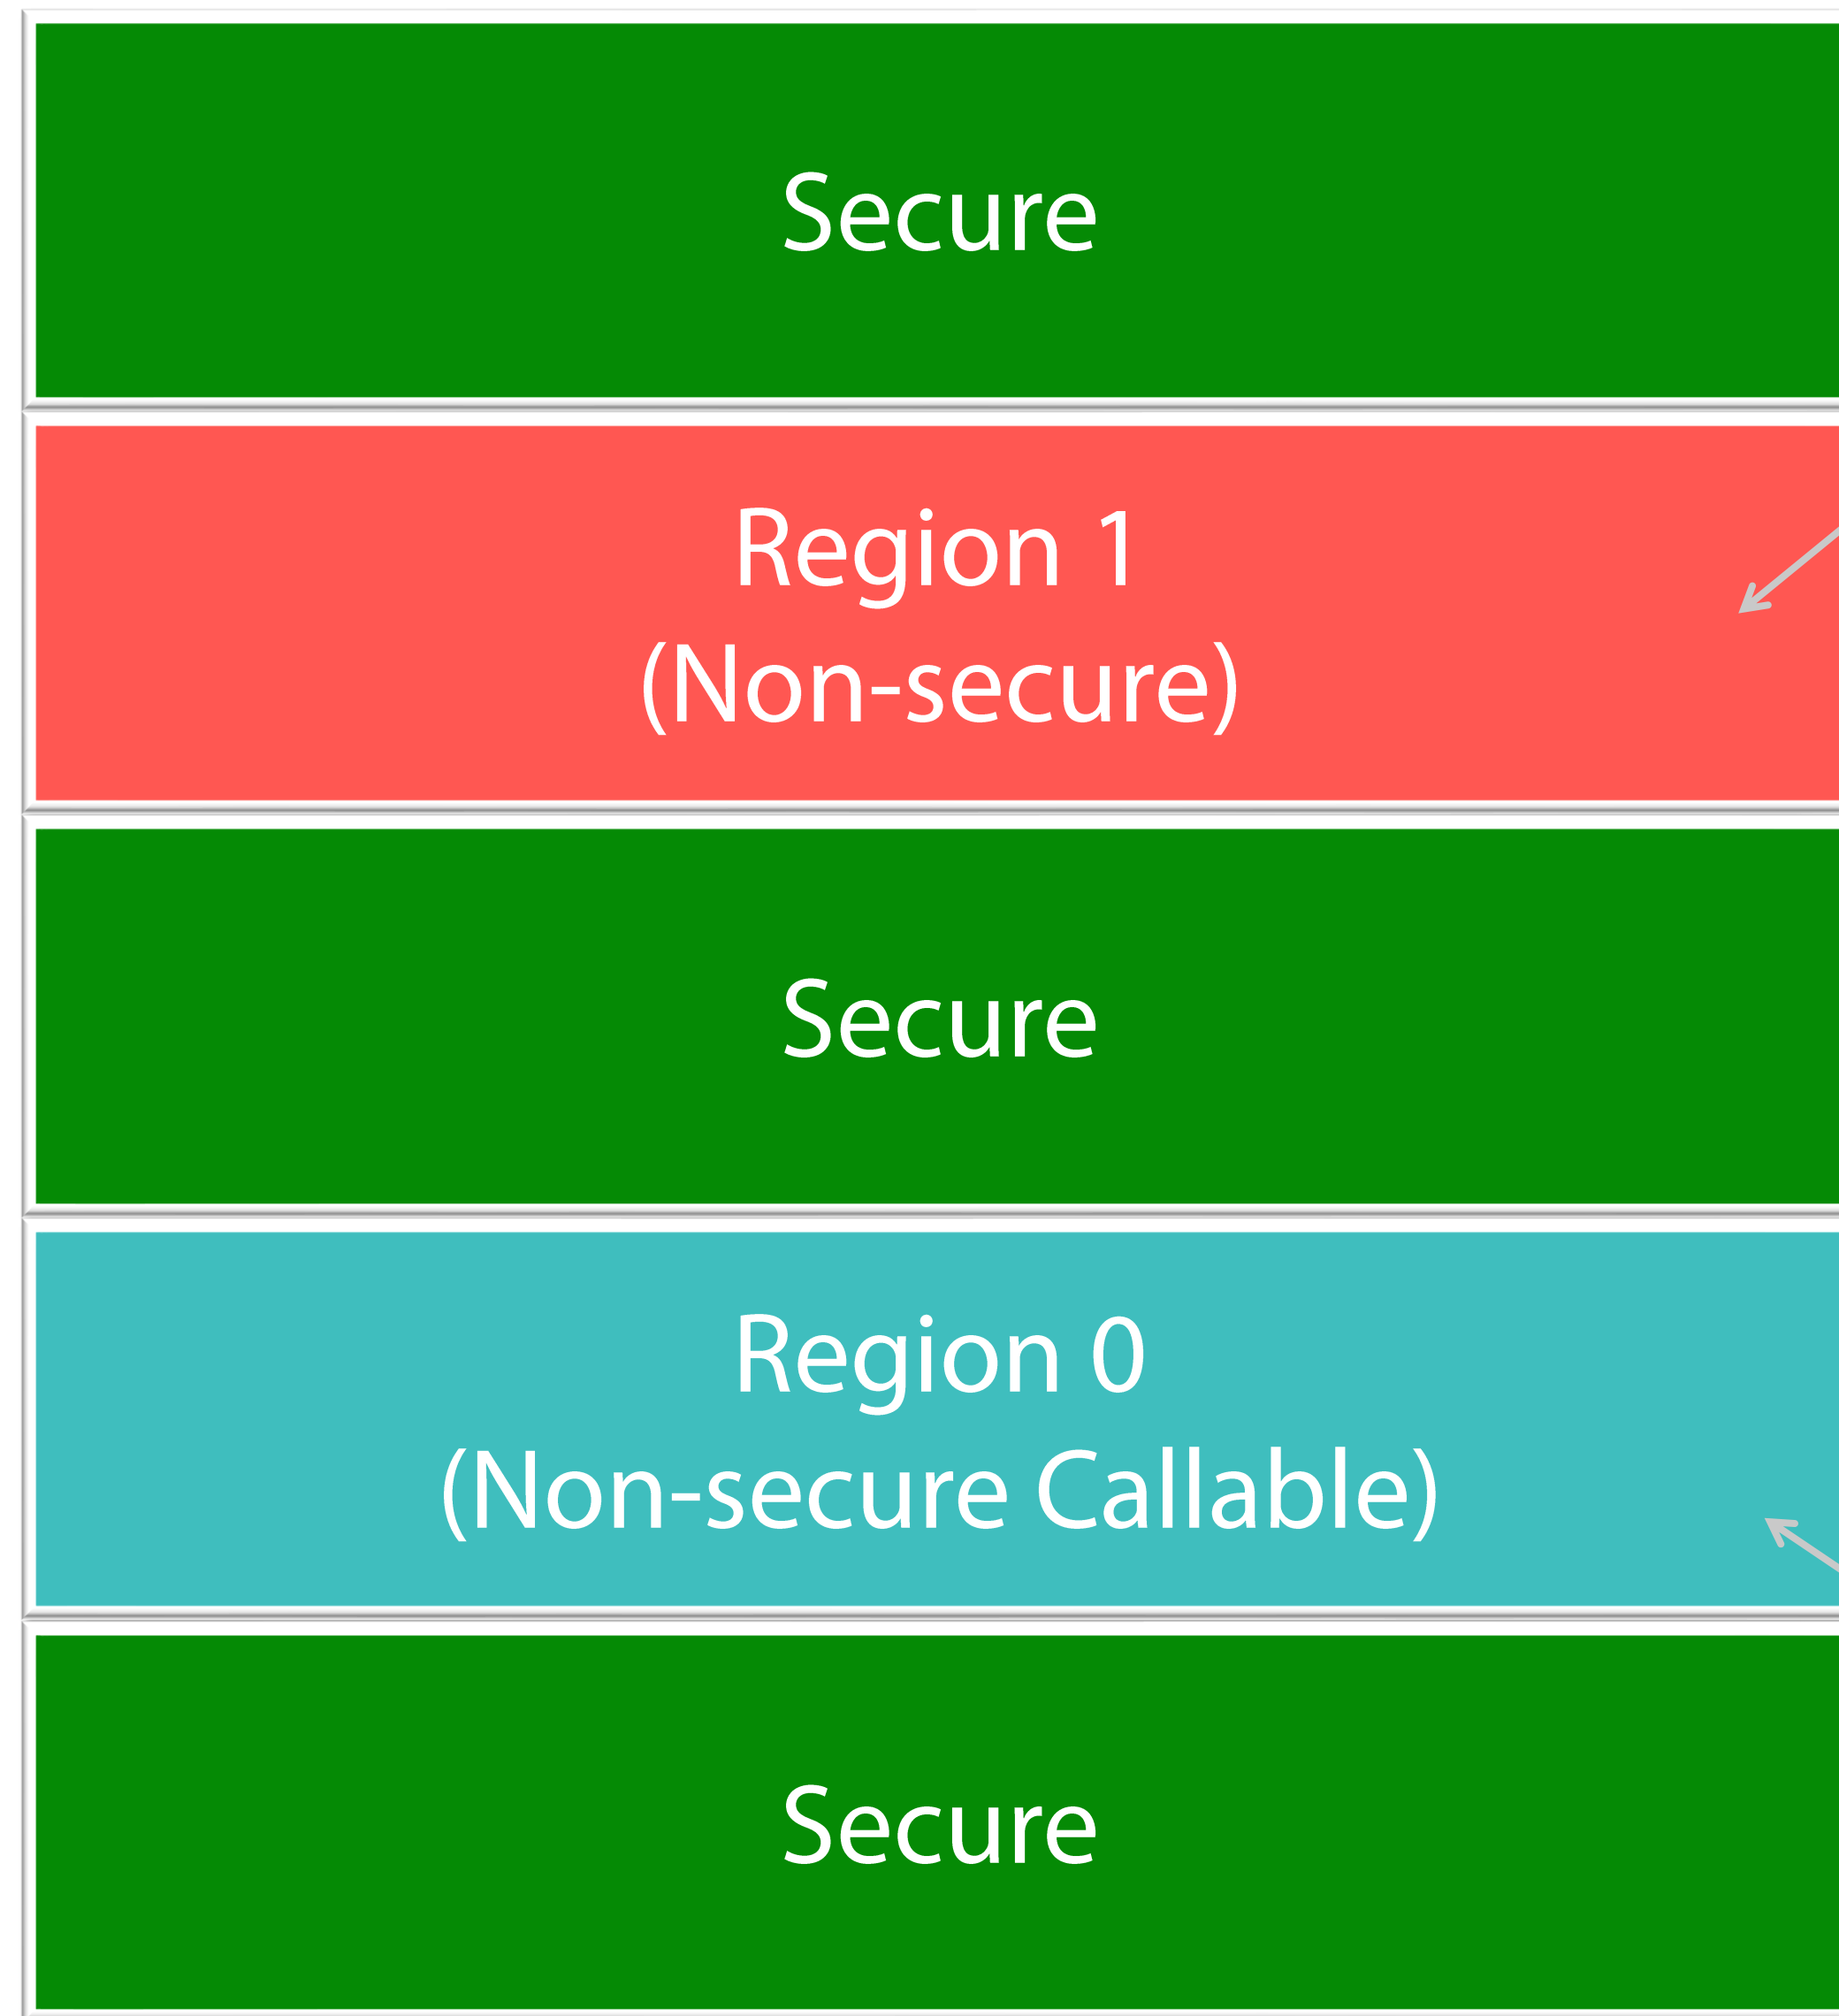 Secure
Region 1
(Non-secure)
Secure
Region 0
(Non-secure Callable)
Secure